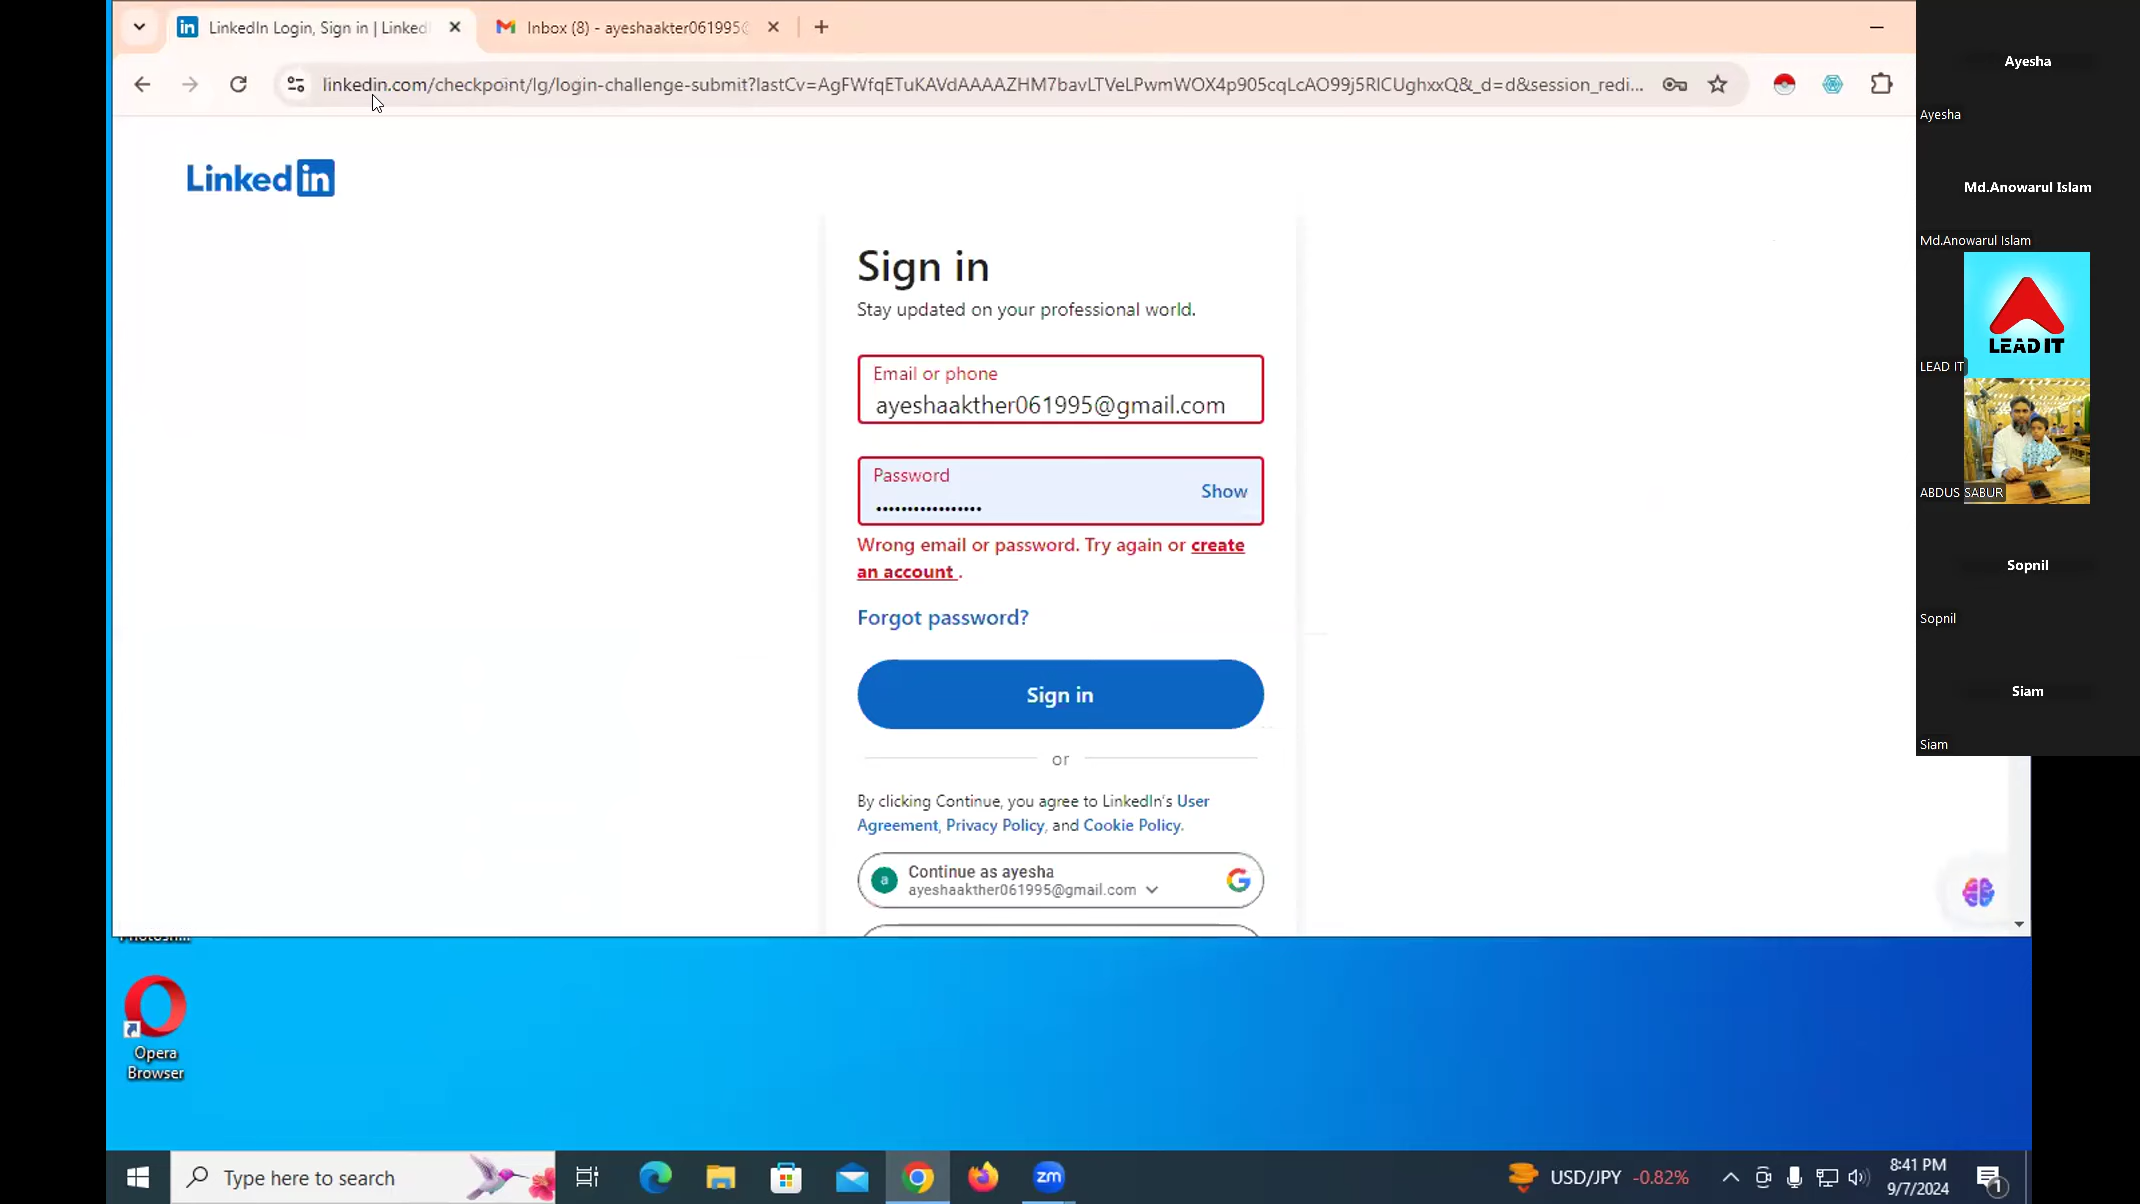 LinkedIn Login, Sign in | Linked
Inbox (8) - ayeshaakter061995@
linkedin.com/checkpoint/lg/login-challenge-submit?lastCv=AgFWfqETuKAVdAAAAZHM7bavLTVeLPwmWOX4p905cqLcAO99j5RlCUghxxQ&_d=d&session_redi...
Linked in
Sign in
Stay updated on your professional world.
Email or phone
ayeshaakther061995@gmail.com
Password
Show
Wrong email or password. Try again or create
an account .
Forgot password?
Sign in
or
By clicking Continue, you agree to LinkedIn's User
Agreement, Privacy Policy, and Cookie Policy.
a
Continue as ayesha
ayeshaakther061995@gmail.com
Opera
Browser
Type here to search
zm
USD/JPY -0.82%
8:41 PM
9/7/2024
1
Ayesha
Ayesha
Md.Anowarul Islam
Md.Anowarul Islam
LEAD IT
LEAD IT
ABDUS SABUR
Sopnil
Sopnil
Siam
Siam